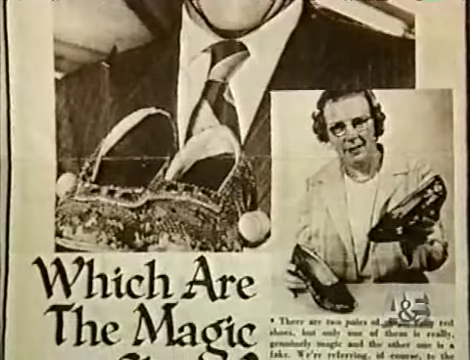 Which Are
The Magic
• There are two pairs of red
shoes, but only one of them is really,
genuinely magic and the other one is a
fake. We're referring, of course, to the
A&E